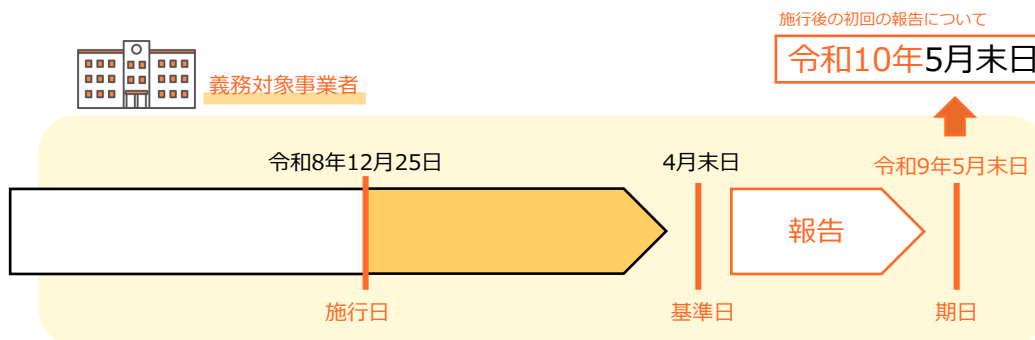 施行後の初回の報告について
令和10年5月末日
義務対象事業者
令和8年12月25日
4月末日
令和9年5月末日
報告
施行日
基準日
期日